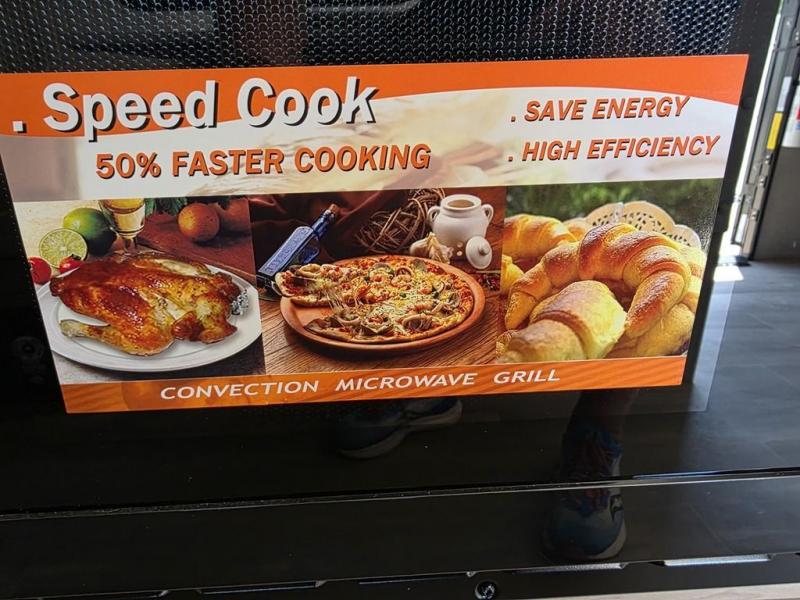 . Speed Cook
50% FASTER COOKING
. SAVE ENERGY
. HIGH EFFICIENCY
CONVECTION MICROWAVE GRILL